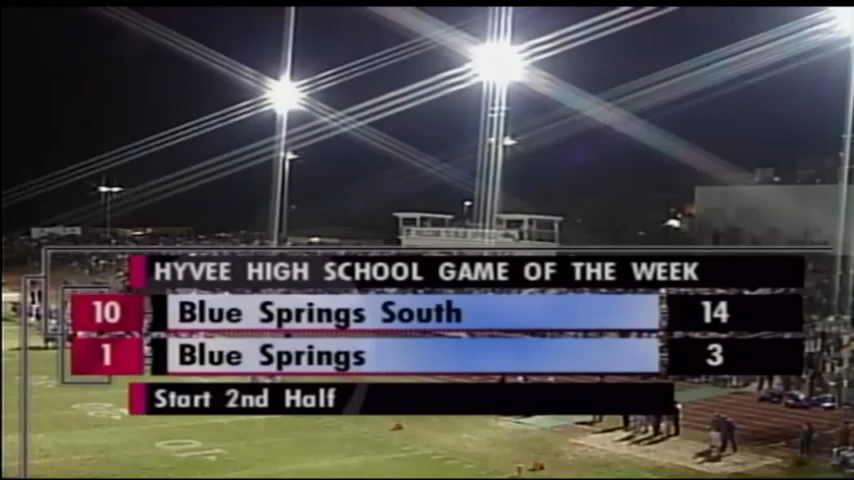 HYVEE HIGH SCHOOL GAME OF THE WEEK
10 Blue Springs South 14
1 Blue Springs 3
Start 2nd Half